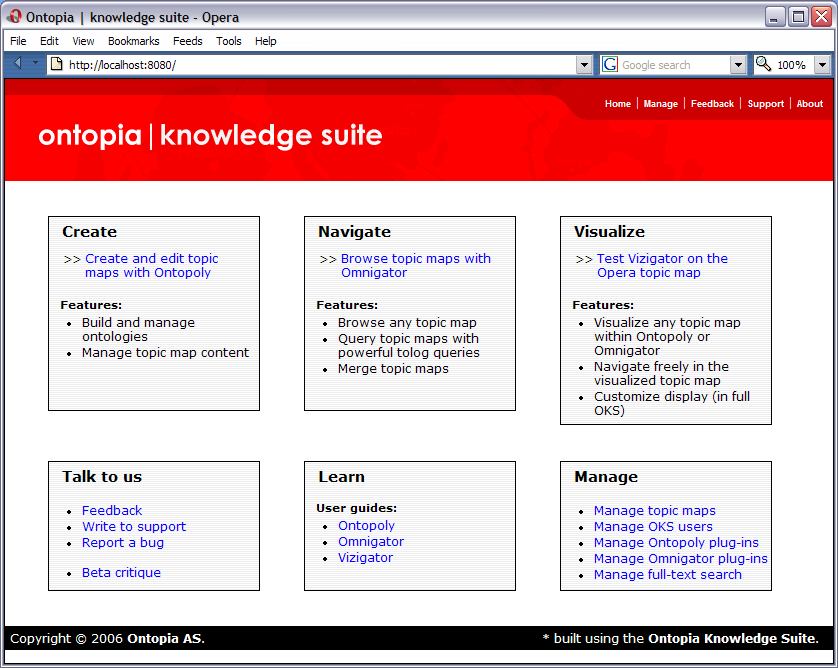 Ontopia | knowledge suite - Opera
File Edit View Bookmarks Feeds Tools Help
http://localhost:8080/ G Google search 100%
Home | Manage | Feedback | Support | About
ontopia|knowledge suite
Create
>> Create and edit topic
maps with Ontopoly
Features:
• Build and manage
ontologies
• Manage topic map content
Navigate
>> Browse topic maps with
Omnigator
Features:
• Browse any topic map
• Query topic maps with
powerful tolog queries
• Merge topic maps
Visualize
>> Test Vizigator on the
Opera topic map
Features:
• Visualize any topic map
within Ontopoly or
Omnigator
• Navigate freely in the
visualized topic map
• Customize display (in full
OKS)
Talk to us
• Feedback
• Write to support
• Report a bug
• Beta critique
Learn
User guides:
• Ontopoly
• Omnigator
• Vizigator
Manage
• Manage topic maps
• Manage OKS users
• Manage Ontopoly plug-ins
• Manage Omnigator plug-ins
• Manage full-text search
Copyright © 2006 Ontopia AS. * built using the Ontopia Knowledge Suite.